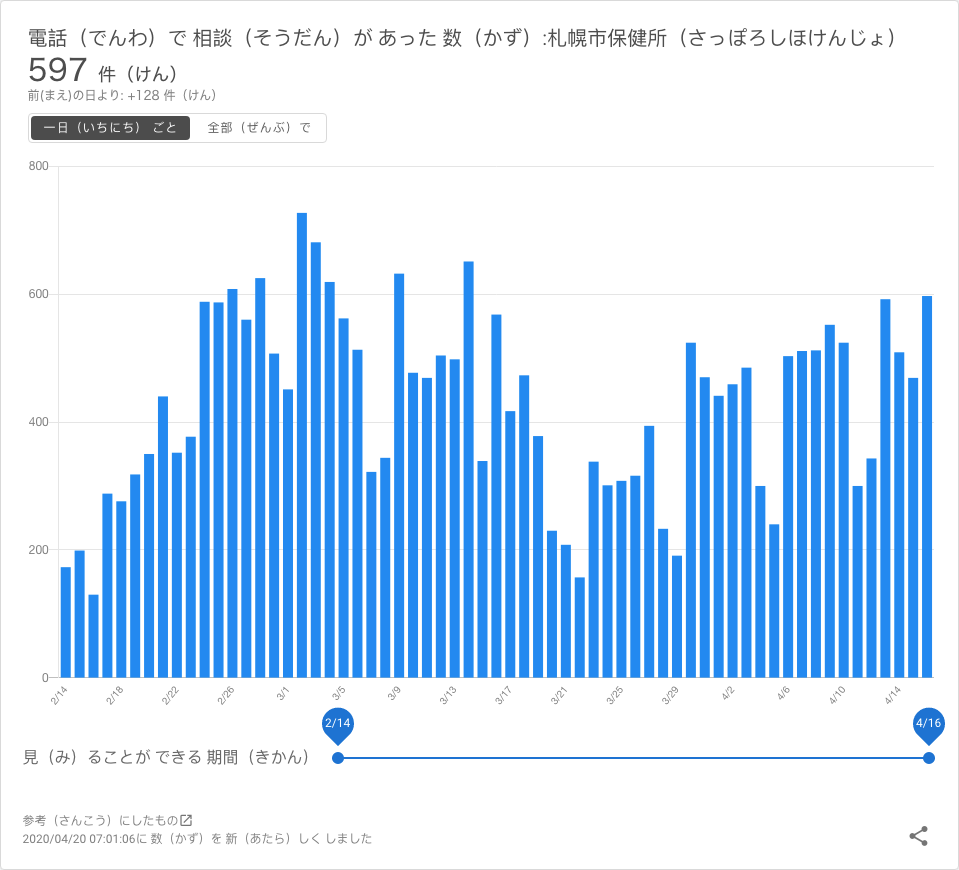 電話（でんわ）で 相談（そうだん）が あった 数（かず）:札幌市保健所（さっぽろしほけんじょ）
597 件（けん）
前(まえ)の日より: +128 件（けん）
一日（いちにち） ごと 全部（ぜんぶ）で
800
600
400
200
0
2/14 2/18 2/22 2/26 3/1 3/5 3/9 3/13 3/17 3/21 3/25 3/29 4/2 4/6 4/10 4/14
2/14 4/16
見（み）ることが できる 期間（きかん）
参考（さんこう）にしたもの
2020/04/20 07:01:06に 数（かず）を 新（あたら）しく しました